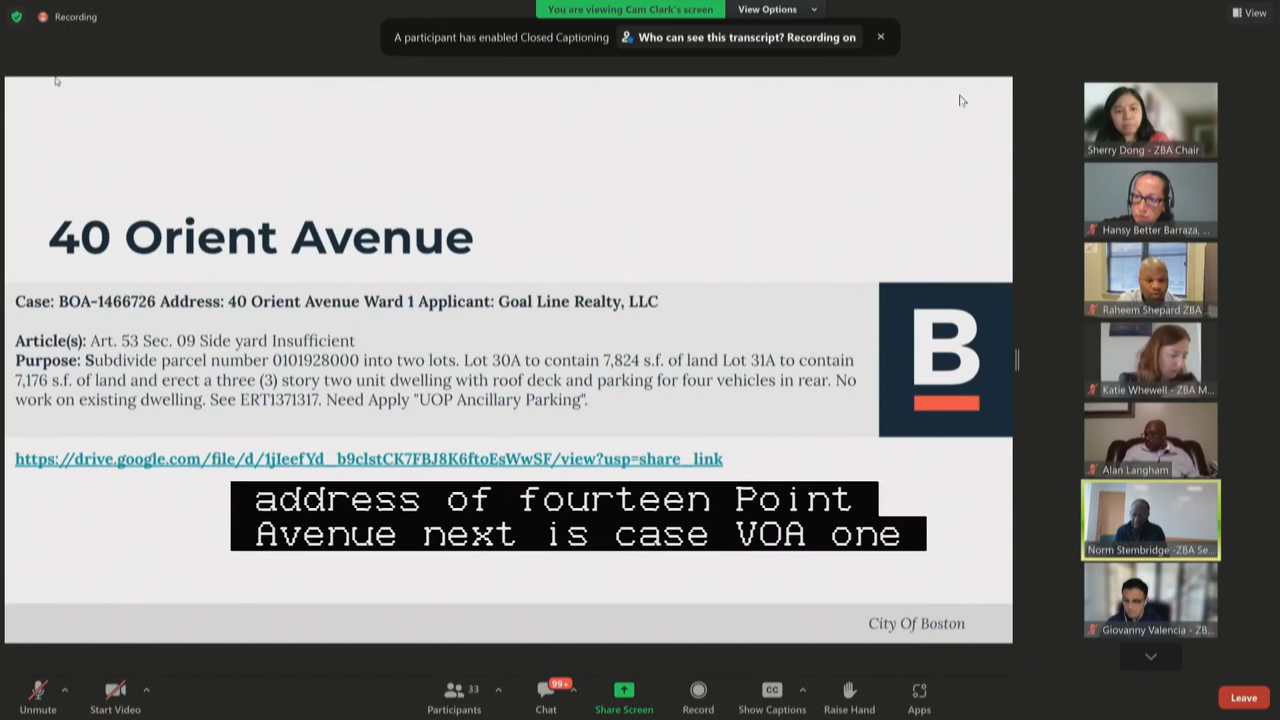 Recording
You are viewing Cam Clark's screen
View Options
View
A participant has enabled Closed Captioning
Who can see this transcript? Recording on
40 Orient Avenue
Case: BOA-1466726 Address: 40 Orient Avenue Ward 1 Applicant: Goal Line Realty, LLC
Article(s): Art. 53 Sec. 09 Side yard Insufficient
Purpose: Subdivide parcel number 0101928000 into two lots. Lot 30A to contain 7,824 s.f. of land Lot 31A to contain
7,176 s.f. of land and erect a three (3) story two unit dwelling with roof deck and parking for four vehicles in rear. No
work on existing dwelling. See ERT1371317. Need Apply "UOP Ancillary Parking".
B
https://drive.google.com/file/d/1jIeefYd_b9clstCK7FBJ8K6ftoEsWwSF/view?usp=share_link
address of fourteen Point
Avenue next is case VOA one
City Of Boston
Sherry Dong - ZBA Chair
Hansy Better Barraza, ...
Raheem Shepard ZBA ...
Katie Whewell - ZBA M...
Alan Langham
Norm Stembridge -ZBA Se...
Giovanny Valencia - ZB...
Unmute
Start Video
33
Participants
99+
Chat
Share Screen
Record
CC
Show Captions
Raise Hand
Apps
Leave